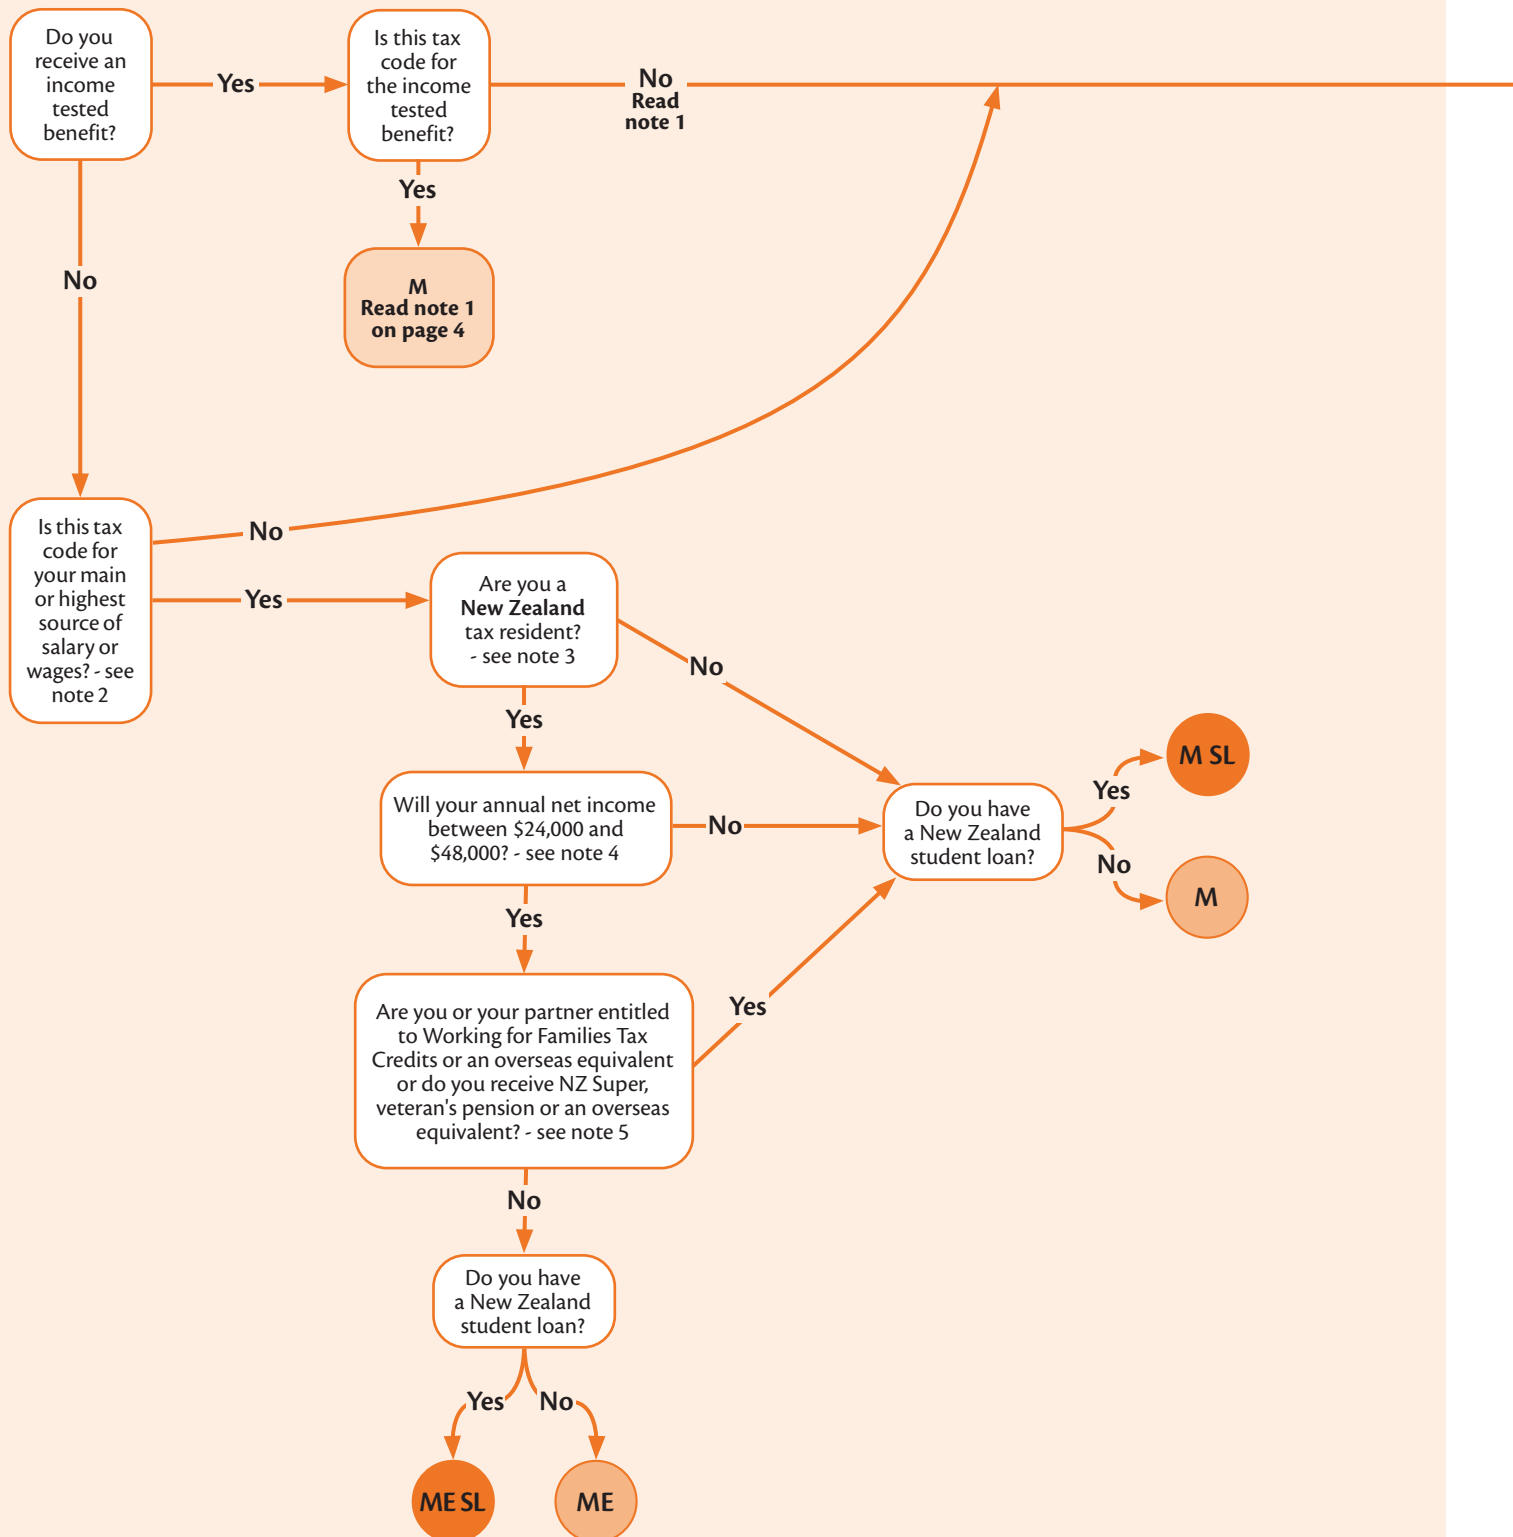 Do you
receive an
income
tested
benefit?
Yes
Is this tax
code for
the income
tested
benefit?
No
Read
note 1
Yes
M
Read note 1
on page 4
No
Is this tax
code for
your main
or highest
source of
salary or
wages? - see
note 2
No
Yes
Are you a
New Zealand
tax resident?
- see note 3
No
Yes
Will your annual net income
between $24,000 and
$48,000? - see note 4
No
Do you have
a New Zealand
student loan?
Yes
M SL
No
M
Yes
Are you or your partner entitled
to Working for Families Tax
Credits or an overseas equivalent
or do you receive NZ Super,
veteran's pension or an overseas
equivalent? - see note 5
Yes
No
Do you have
a New Zealand
student loan?
Yes
No
ME SL
ME